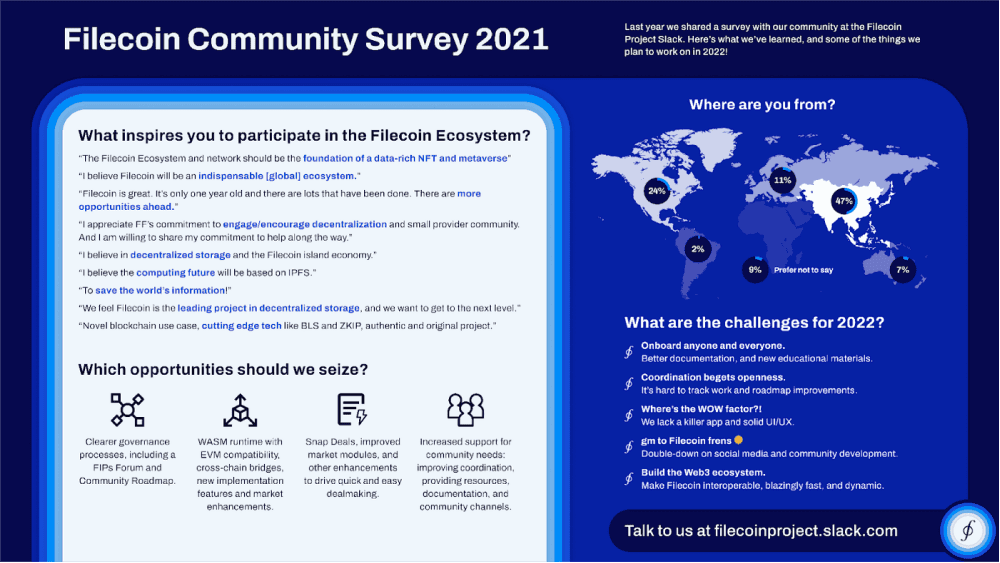 Filecoin Community Survey 2021
Last year we shared a survey with our community at the Filecoin
Project Slack. Here's what we've learned, and some of the things we
plan to work on in 2022!
What inspires you to participate in the Filecoin Ecosystem?
“The Filecoin Ecosystem and network should be the foundation of a data-rich NFT and metaverse”
“I believe Filecoin will be an indispensable [global] ecosystem.”
“Filecoin is great. It's only one year old and there are lots that have been done. There are more
opportunities ahead.”
“I appreciate FF's commitment to engage/encourage decentralization and small provider community.
And I am willing to share my commitment to help along the way.”
“I believe in decentralized storage and the Filecoin island economy.”
“I believe the computing future will be based on IPFS.”
“To save the world's information!”
“We feel Filecoin is the leading project in decentralized storage, and we want to get to the next level.”
“Novel blockchain use case, cutting edge tech like BLS and ZKIP, authentic and original project.”
Which opportunities should we seize?
Clearer governance
processes, including a
FIPs Forum and
Community Roadmap.
WASM runtime with
EVM compatibility,
cross-chain bridges,
new implementation
features and market
enhancements.
Snap Deals, improved
market modules, and
other enhancements
to drive quick and easy
dealmaking.
Increased support for
community needs:
improving coordination,
providing resources,
documentation, and
community channels.
Where are you from?
24%
11%
47%
2%
9% Prefer not to say
7%
What are the challenges for 2022?
Onboard anyone and everyone.
Better documentation, and new educational materials.
Coordination begets openness.
It's hard to track work and roadmap improvements.
Where's the WOW factor?!
We lack a killer app and solid UI/UX.
gm to Filecoin frens
Double-down on social media and community development.
Build the Web3 ecosystem.
Make Filecoin interoperable, blazingly fast, and dynamic.
Talk to us at filecoinproject.slack.com